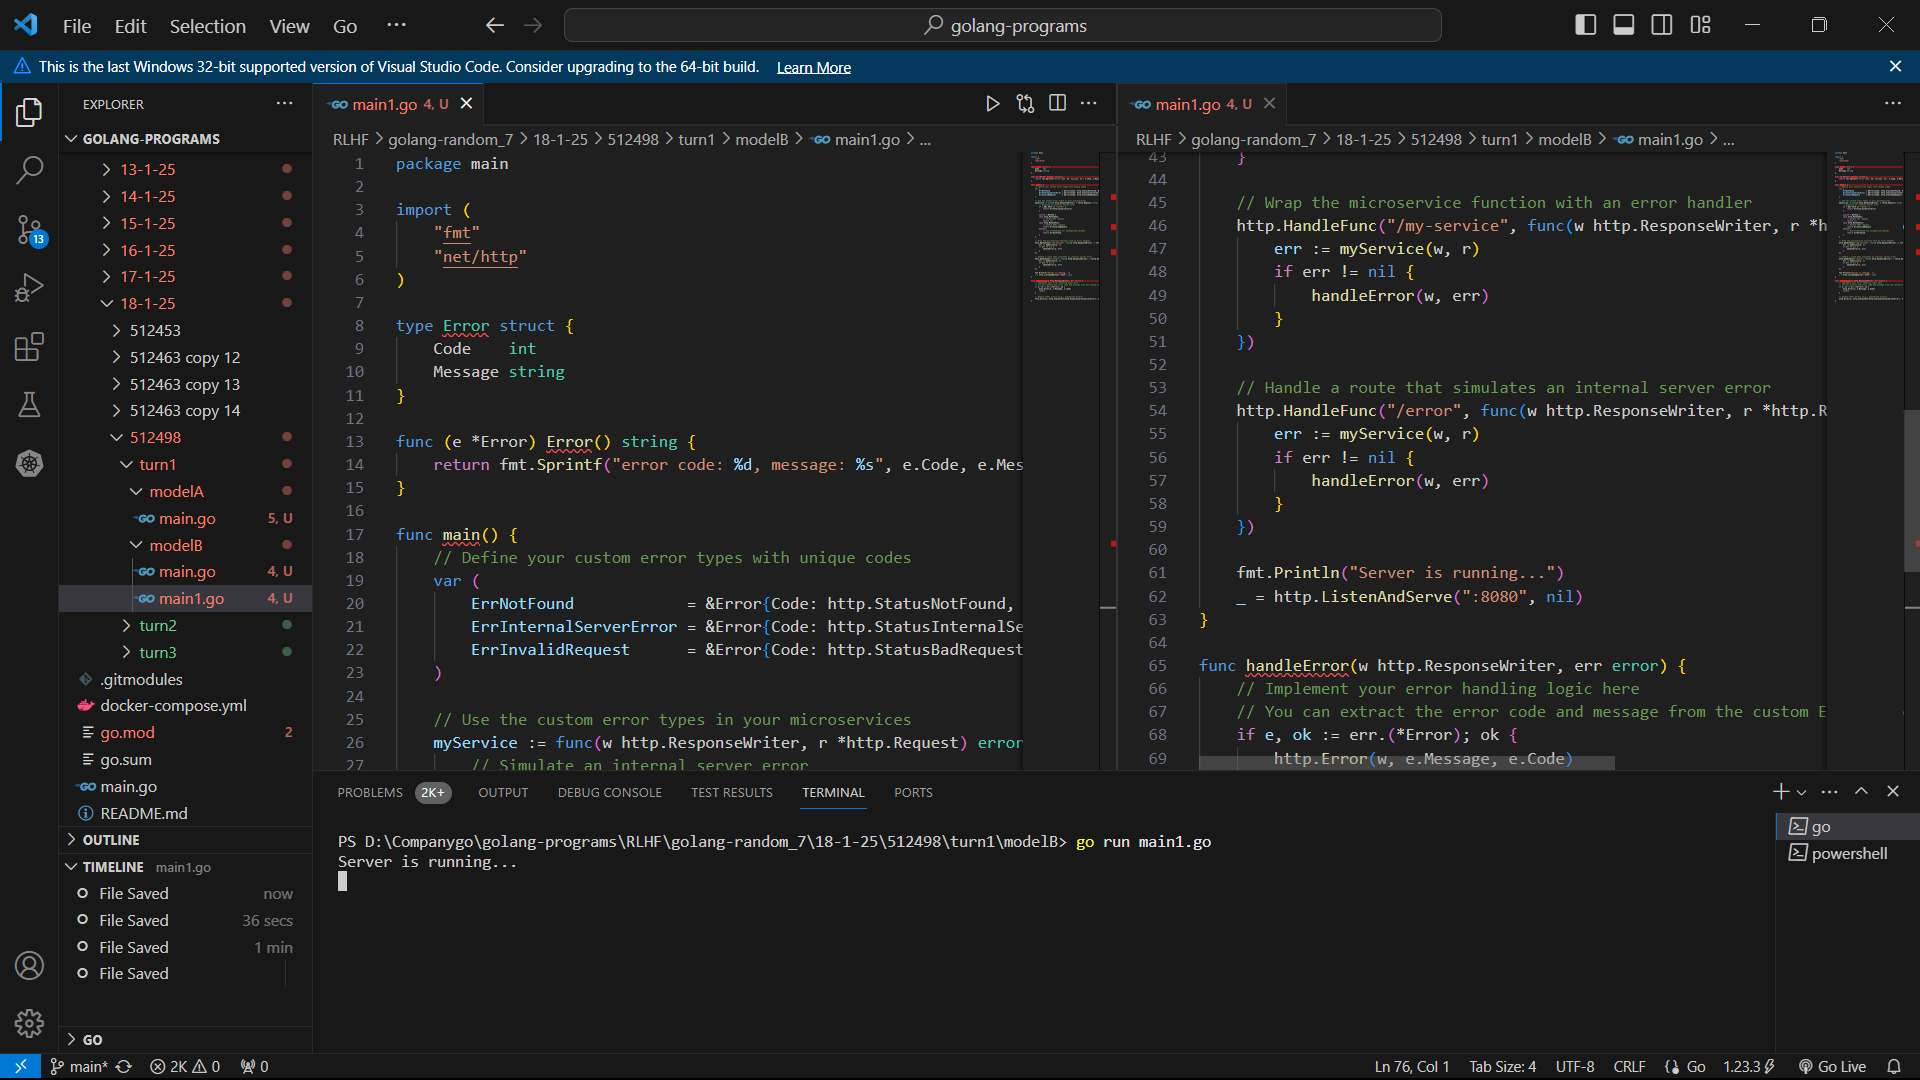 File Edit Selection View Go ··· golang-programs
This is the last Windows 32-bit supported version of Visual Studio Code. Consider upgrading to the 64-bit build. Learn More
EXPLORER ···
GOLANG-PROGRAMS
13-1-25
14-1-25
15-1-25
16-1-25
17-1-25
18-1-25
512453
512463 copy 12
512463 copy 13
512463 copy 14
512498
turn1
modelA
main.go 5, U
modelB
main.go 4, U
main1.go 4, U
turn2
turn3
.gitmodules
docker-compose.yml
go.mod 2
go.sum
main.go
README.md
OUTLINE
TIMELINE main1.go
File Saved now
File Saved 36 secs
File Saved 1 min
File Saved
GO
13
main1.go 4, U
RLHF > golang-random_7 > 18-1-25 > 512498 > turn1 > modelB > main1.go > ...
1 package main
2
3 import (
4 "fmt"
5 "net/http"
6 )
7
8 type Error struct {
9 Code    int
10 Message string
11 }
12
13 func (e *Error) Error() string {
14 return fmt.Sprintf("error code: %d, message: %s", e.Code, e.Mes
15 }
16
17 func main() {
18 // Define your custom error types with unique codes
19 var (
20 ErrNotFound            = &Error{Code: http.StatusNotFound,
21 ErrInternalServerError = &Error{Code: http.StatusInternalSe
22 ErrInvalidRequest      = &Error{Code: http.StatusBadRequest
23 )
24
25 // Use the custom error types in your microservices
26 myService := func(w http.ResponseWriter, r *http.Request) error
27 // Simulate an internal server error
main1.go 4, U
RLHF > golang-random_7 > 18-1-25 > 512498 > turn1 > modelB > main1.go > ...
43 }
44
45 // Wrap the microservice function with an error handler
46 http.HandleFunc("/my-service", func(w http.ResponseWriter, r *h
47 err := myService(w, r)
48 if err != nil {
49 handleError(w, err)
50 }
51 })
52
53 // Handle a route that simulates an internal server error
54 http.HandleFunc("/error", func(w http.ResponseWriter, r *http.R
55 err := myService(w, r)
56 if err != nil {
57 handleError(w, err)
58 }
59 })
60
61 fmt.Println("Server is running...")
62 _ = http.ListenAndServe(":8080", nil)
63 }
64
65 func handleError(w http.ResponseWriter, err error) {
66 // Implement your error handling logic here
67 // You can extract the error code and message from the custom E
68 if e, ok := err.(*Error); ok {
69 http.Error(w, e.Message, e.Code)
PROBLEMS 2K+ OUTPUT DEBUG CONSOLE TEST RESULTS TERMINAL PORTS
PS D:\Companygo\golang-programs\RLHF\golang-random_7\18-1-25\512498\turn1\modelB> go run main1.go
Server is running...
go
powershell
main* 2K 0 0 Ln 76, Col 1 Tab Size: 4 UTF-8 CRLF Go 1.23.3 Go Live